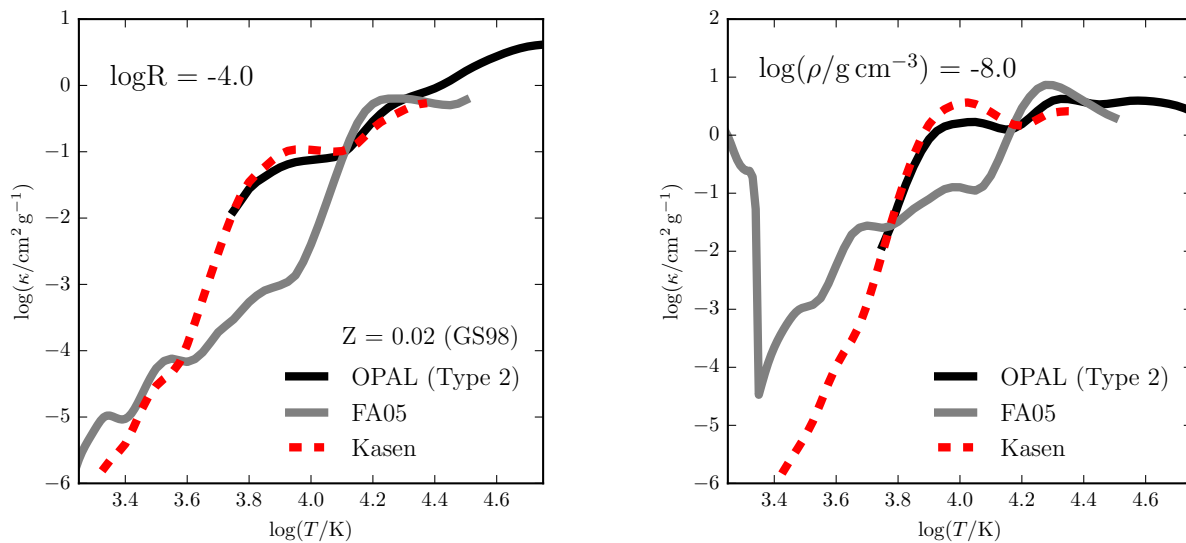 2
1
0
−1
−2
−3
−4
−5
−6
log(κ/cm² g⁻¹)
logR = -4.0
Z = 0.02 (GS98)
OPAL (Type 2)
FA05
Kasen
3.4 3.6 3.8 4.0 4.2 4.4 4.6
log(T/K)
2
1
0
−1
−2
−3
−4
−5
−6
log(κ/cm² g⁻¹)
log(ρ/g cm⁻³) = -8.0
OPAL (Type 2)
FA05
Kasen
3.4 3.6 3.8 4.0 4.2 4.4 4.6
log(T/K)